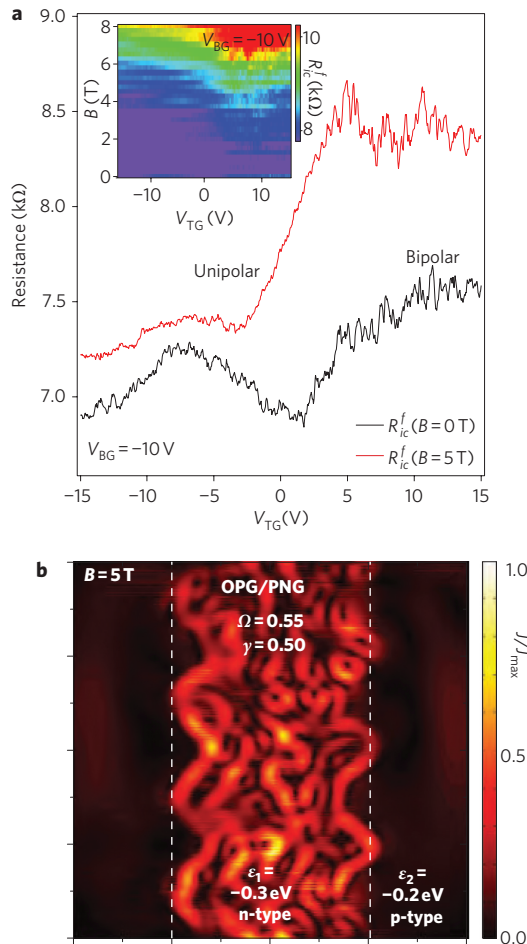 a
9.0
8.5
8.0
7.5
7.0
Resistance (kΩ)
8
6
4
2
0
B (T)
V_BG = −10 V
10
8
R^f_ic (kΩ)
−10
0
10
V_TG (V)
Unipolar
Bipolar
V_BG = −10 V
R^f_ic (B = 0 T)
R^f_ic (B = 5 T)
−15
−10
−5
0
5
10
15
V_TG (V)
b
B = 5 T
OPG/PNG
Ω = 0.55
γ = 0.50
ε₁ =
−0.3 eV
n-type
ε₂ =
−0.2 eV
p-type
1.0
0.5
0.0
J/J_max